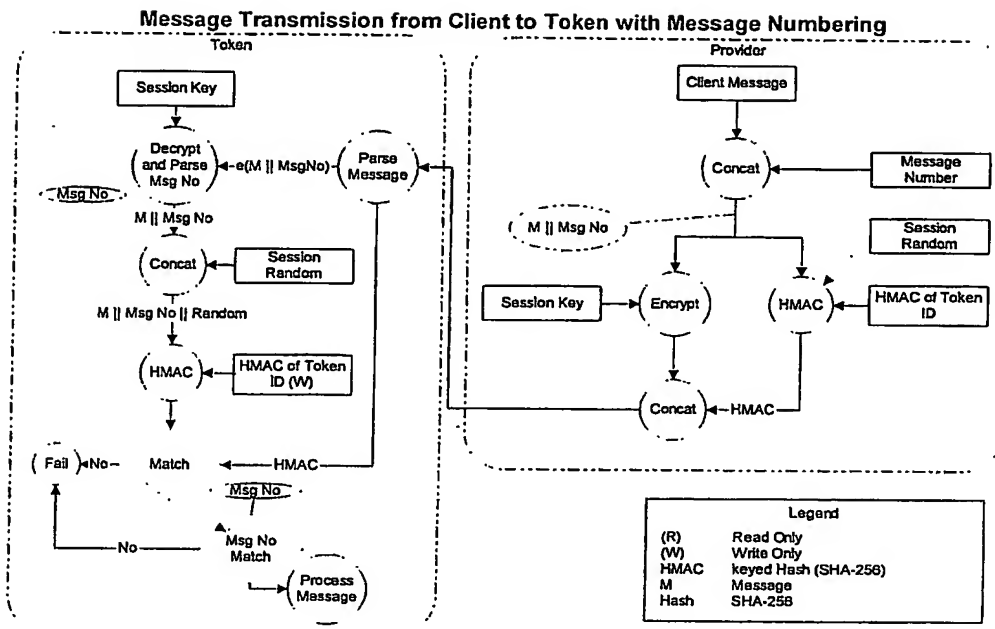 Message Transmission from Client to Token with Message Numbering
Token
Session Key
Decrypt
and Parse
Msg No
e(M || MsgNo)
Parse
Message
Msg No
M || Msg No
Concat
Session
Random
M || Msg No || Random
HMAC
HMAC of Token
ID (W)
Fail
No
Match
HMAC
Msg No
No
Msg No
Match
Process
Message
Provider
Client Message
Concat
Message
Number
M || Msg No
Session
Random
Session Key
Encrypt
HMAC
HMAC of Token
ID
Concat
HMAC
Legend
(R) Read Only
(W) Write Only
HMAC keyed Hash (SHA-256)
M Message
Hash SHA-256